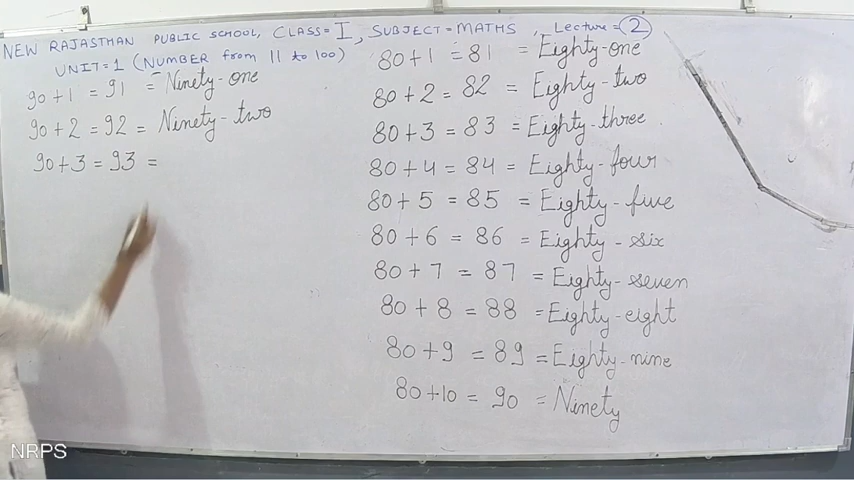 NEW RAJASTHAN PUBLIC SCHOOL, CLASS=I, SUBJECT=MATHS, Lecture=2
UNIT=1 (NUMBER from 11 to 100)
90+1 = 91 = Ninety-one
90+2 = 92 = Ninety-two
90+3 = 93 =
80+1 = 81 = Eighty-one
80+2 = 82 = Eighty-two
80+3 = 83 = Eighty-three
80+4 = 84 = Eighty-four
80+5 = 85 = Eighty-five
80+6 = 86 = Eighty-six
80+7 = 87 = Eighty-seven
80+8 = 88 = Eighty-eight
80+9 = 89 = Eighty-nine
80+10 = 90 = Ninety
NRPS